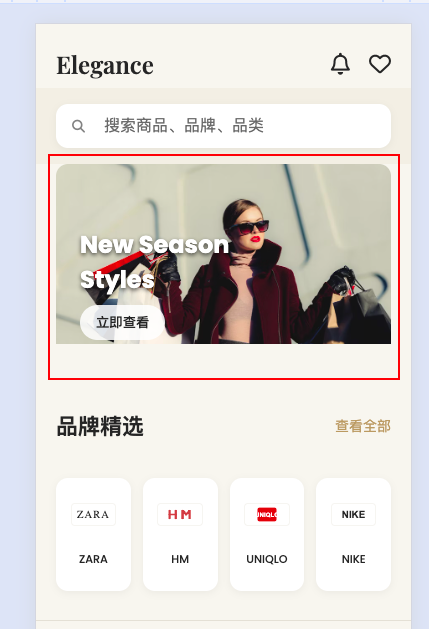 Elegance
搜索商品、品牌、品类
New Season
Styles
立即查看
品牌精选
查看全部
ZARA
HM
UNIQLO
NIKE
ZARA
HM
UNIQLO
NIKE